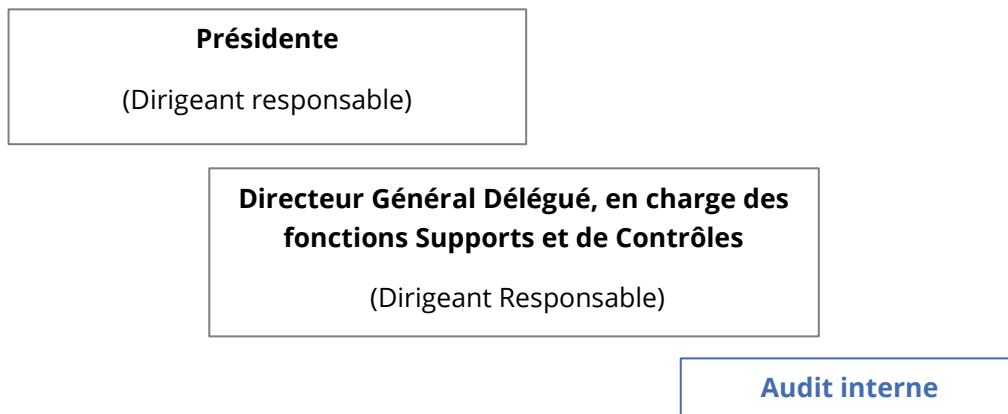 Présidente
(Dirigeant responsable)
Directeur Général Délégué, en charge des
fonctions Supports et de Contrôles
(Dirigeant Responsable)
Audit interne